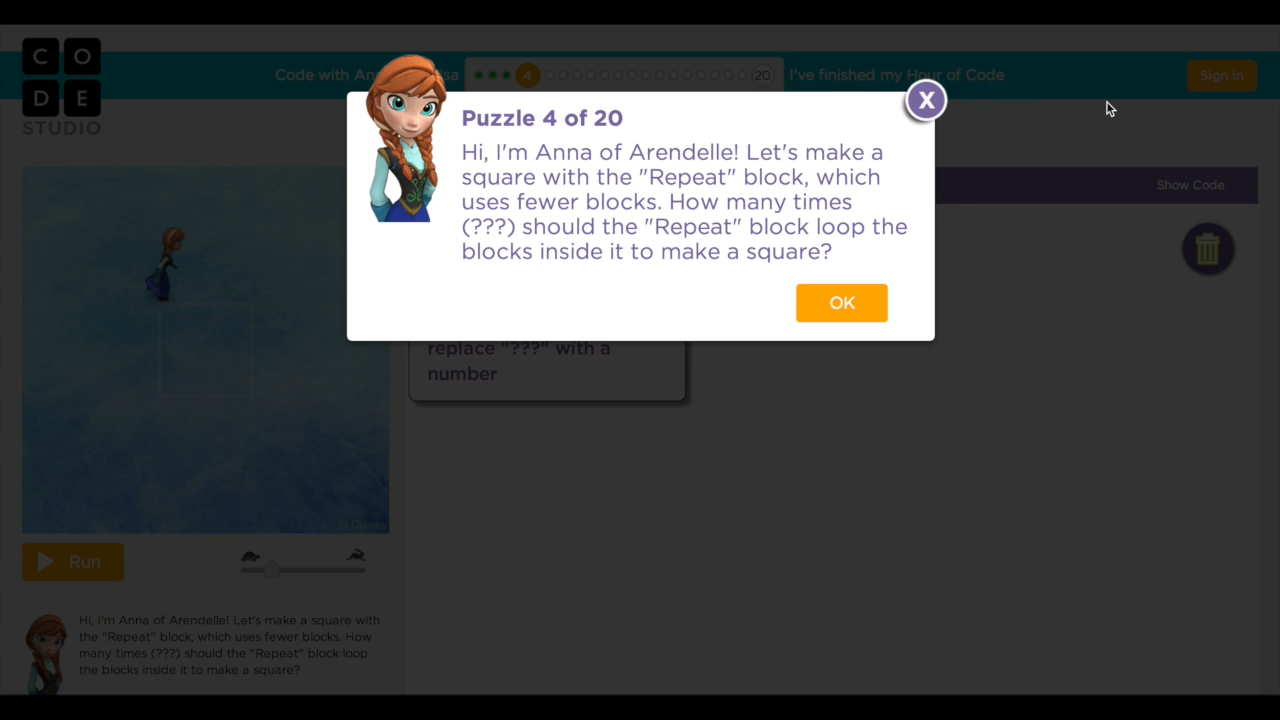 C O
D E
STUDIO
Code with An sa
4
20
I've finished my Hour of Code
Sign in
X
Puzzle 4 of 20
Hi, I'm Anna of Arendelle! Let's make a
square with the "Repeat" block, which
uses fewer blocks. How many times
(???) should the "Repeat" block loop the
blocks inside it to make a square?
OK
Show Code
replace "???" with a
number
© Disney
Run
Hi, I'm Anna of Arendelle! Let's make a square with
the "Repeat" block, which uses fewer blocks. How
many times (???) should the "Repeat" block loop
the blocks inside it to make a square?